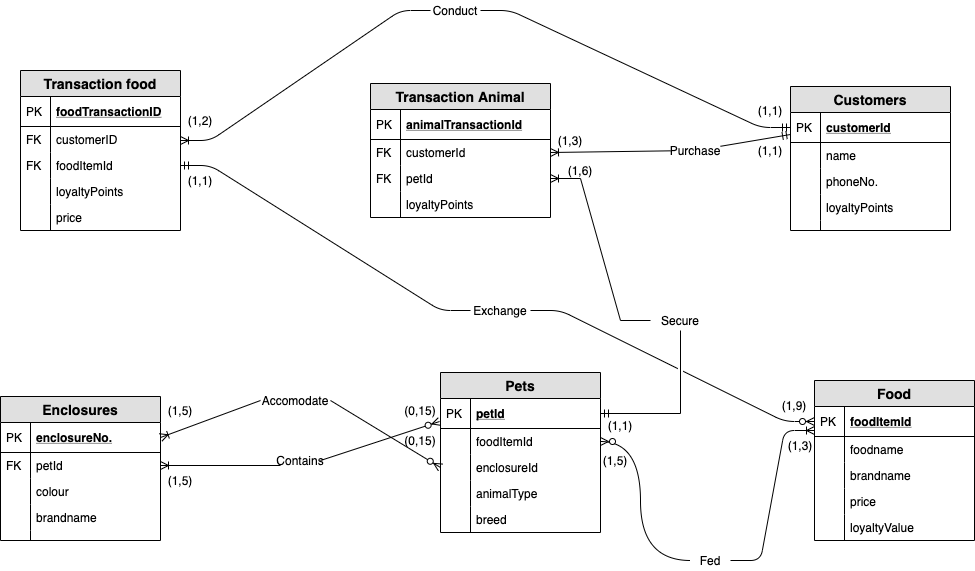 Conduct
Transaction food
PK foodTransactionID
FK customerID
FK foodItemId
loyaltyPoints
price
(1,2)
(1,1)
Transaction Animal
PK animalTransactionId
FK customerId
FK petId
loyaltyPoints
(1,3)
(1,6)
Purchase
(1,1)
(1,1)
Customers
PK customerId
name
phoneNo.
loyaltyPoints
Exchange
Secure
Enclosures
PK enclosureNo.
FK petId
colour
brandname
(1,5)
(1,5)
Accomodate
Contains
(0,15)
(0,15)
Pets
PK petId
foodItemId
enclosureId
animalType
breed
(1,1)
(1,5)
Fed
(1,9)
(1,3)
Food
PK foodItemId
foodname
brandname
price
loyaltyValue